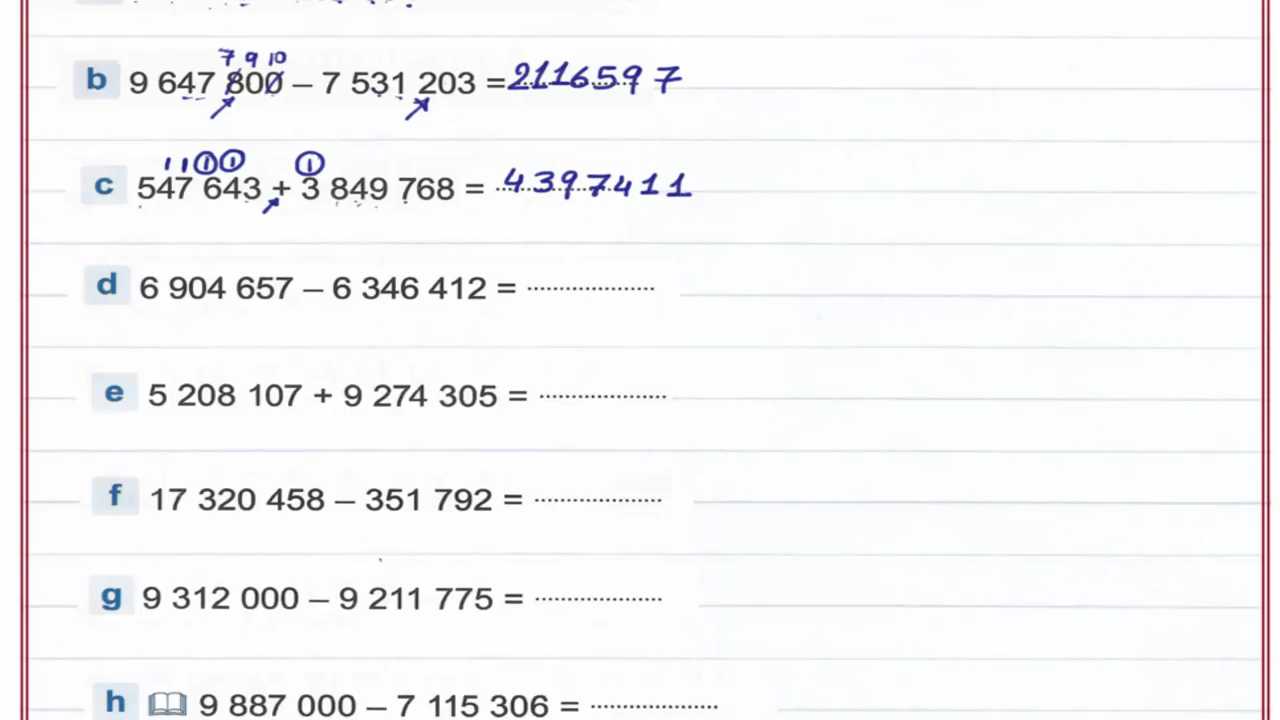 7 9 10
b 9 647 800 – 7 531 203 = 2116597
1 1 1 1 1
c 547 643 + 3 849 768 = 4397411
d 6 904 657 – 6 346 412 = ....................
e 5 208 107 + 9 274 305 = ....................
f 17 320 458 – 351 792 = ....................
g 9 312 000 – 9 211 775 = ....................
h 9 887 000 – 7 115 306 = ....................